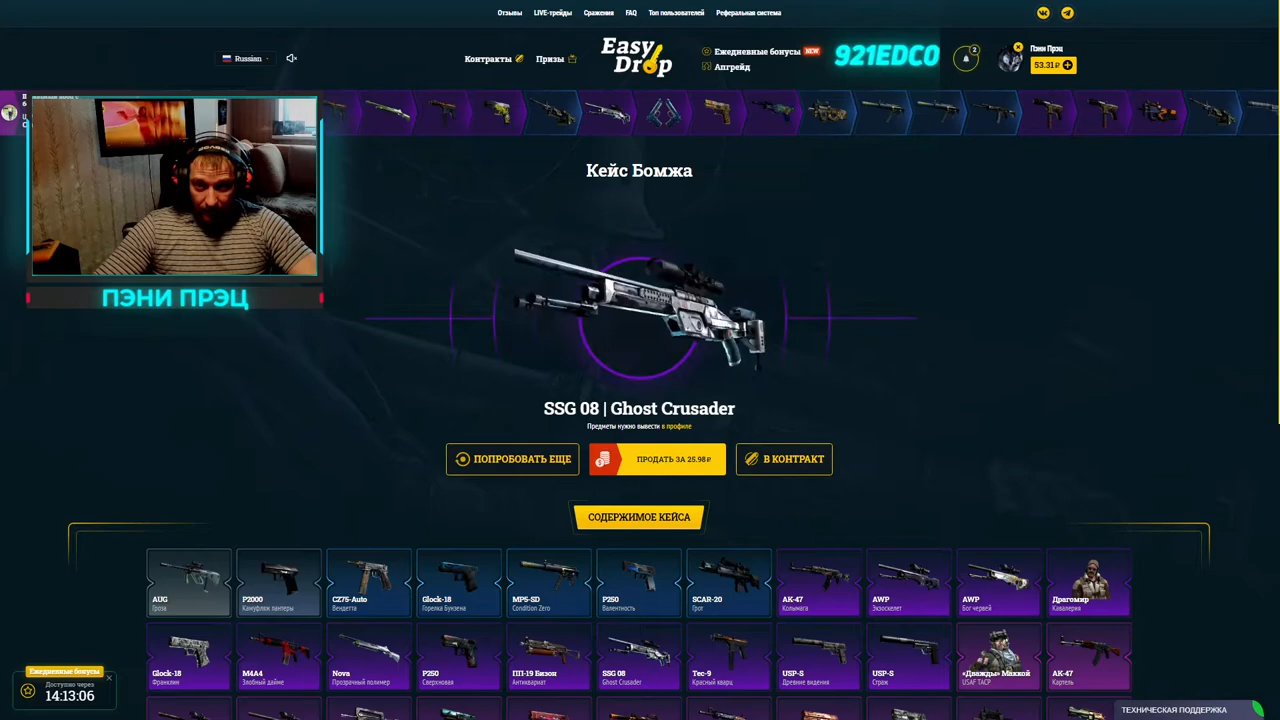 Отзывы LIVE-трейды Сражения FAQ Топ пользователей Реферальная система
Russian
Контракты Призы
Easy
Drop
Ежедневные бонусы NEW
Апгрейд
921EDC0
2
Пэни Прэц
53.31 ₽
Кейс Бомжа
ПЭНИ ПРЭЦ
SSG 08 | Ghost Crusader
Предметы нужно вывести в профиле
ПОПРОБОВАТЬ ЕЩЕ
ПРОДАТЬ ЗА 25.98 ₽
В КОНТРАКТ
СОДЕРЖИМОЕ КЕЙСА
AUG
Гроза
P2000
Камуфляж пантеры
CZ75-Auto
Вендетта
Glock-18
Горелка Бунзена
MP5-SD
Condition Zero
P250
Валентность
SCAR-20
Грот
AK-47
Колымага
AWP
Экзоскелет
AWP
Бог червей
Драгомир
Кавалерия
Glock-18
Франклин
M4A4
Злобный дайме
Nova
Прозрачный полимер
P250
Сверхновая
ПП-19 Бизон
Антиквариат
SSG 08
Ghost Crusader
Tec-9
Красный кварц
USP-S
Древние видения
USP-S
Страж
«Дважды» Маккой
USAF TACP
AK-47
Картель
Ежедневные бонусы
Доступно через
14:13:06
ТЕХНИЧЕСКАЯ ПОДДЕРЖКА